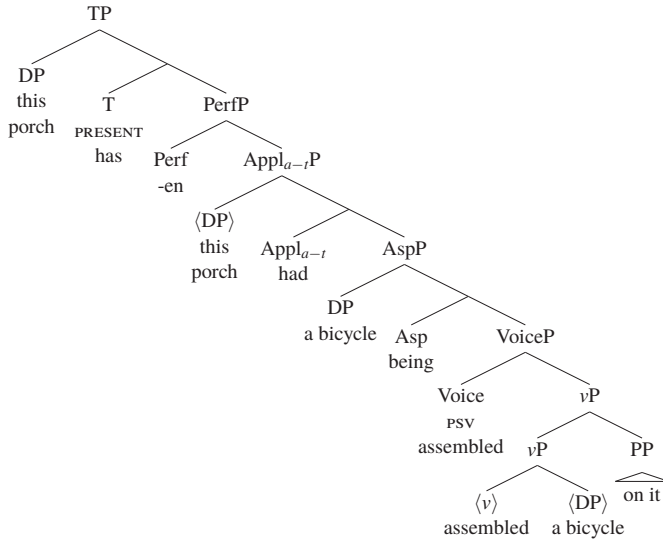 TP
DP
this
porch
T
PRESENT
has
PerfP
Perf
-en
Appl_{a−t}P
⟨DP⟩
this
porch
Appl_{a−t}
had
AspP
DP
a bicycle
Asp
being
VoiceP
Voice
PSV
assembled
vP
vP
PP
on it
⟨v⟩
assembled
⟨DP⟩
a bicycle